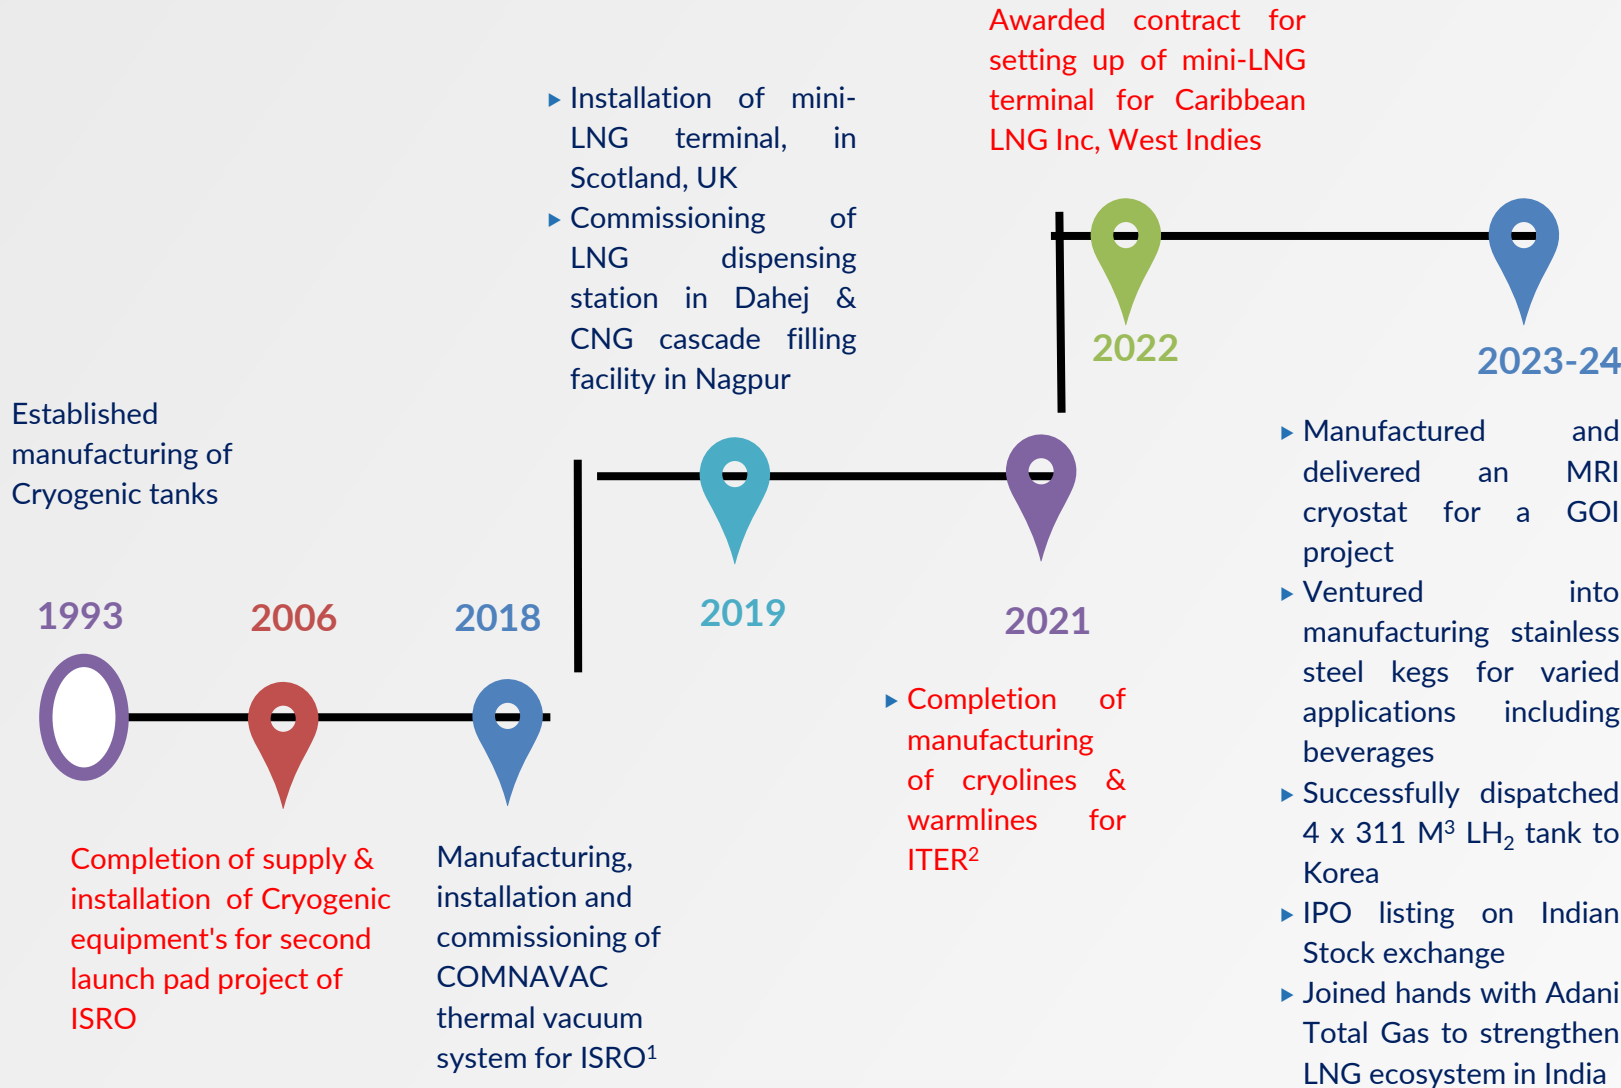 Established
manufacturing of
Cryogenic tanks
1993
2006
Completion of supply &
installation of Cryogenic
equipment's for second
launch pad project of
ISRO
2018
Manufacturing,
installation and
commissioning of
COMNAVAC
thermal vacuum
system for ISRO¹
▸ Installation of mini-
LNG terminal, in
Scotland, UK
▸ Commissioning of
LNG dispensing
station in Dahej &
CNG cascade filling
facility in Nagpur
2019
2021
▸ Completion of
manufacturing
of cryolines &
warmlines for
ITER²
Awarded contract for
setting up of mini-LNG
terminal for Caribbean
LNG Inc, West Indies
2022
2023-24
▸ Manufactured and
delivered an MRI
cryostat for a GOI
project
▸ Ventured into
manufacturing stainless
steel kegs for varied
applications including
beverages
▸ Successfully dispatched
4 x 311 M³ LH₂ tank to
Korea
▸ IPO listing on Indian
Stock exchange
▸ Joined hands with Adani
Total Gas to strengthen
LNG ecosystem in India